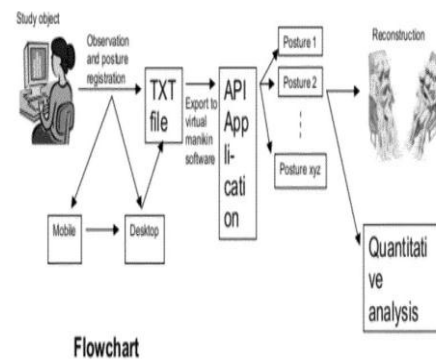 Study object
Observation
and posture
registration
TXT
file
Export to
virtual
manikin
software
API
App
li-
cati
on
Posture 1
Posture 2
Posture xyz
Reconstruction
Mobile
Desktop
Quantitati
ve
analysis
Flowchart